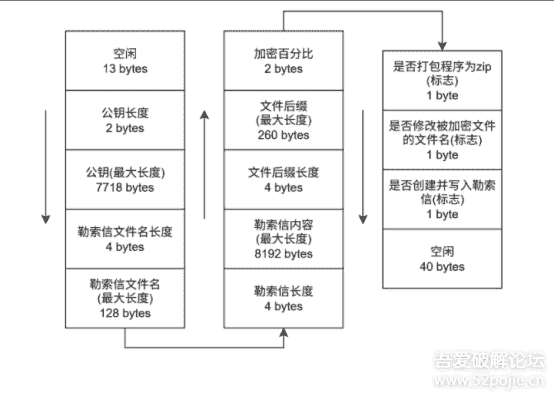 空闲
13 bytes
公钥长度
2 bytes
公钥(最大长度)
7718 bytes
勒索信文件名长度
4 bytes
勒索信文件名
(最大长度)
128 bytes
加密百分比
2 bytes
文件后缀
(最大长度)
260 bytes
文件后缀长度
4 bytes
勒索信内容
(最大长度)
8192 bytes
勒索信长度
4 bytes
是否打包程序为zip
(标志)
1 byte
是否修改被加密文件
的文件名(标志)
1 byte
是否创建并写入勒索
信(标志)
1 byte
空闲
40 bytes
吾爱破解论坛
www.52pojie.cn